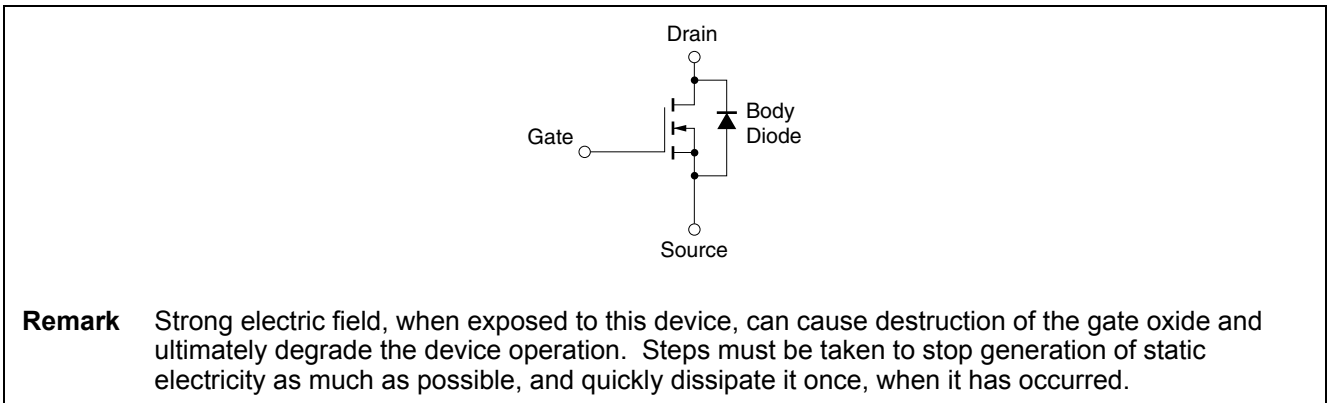 Drain
Body
Diode
Gate
Source
Remark Strong electric field, when exposed to this device, can cause destruction of the gate oxide and
ultimately degrade the device operation. Steps must be taken to stop generation of static
electricity as much as possible, and quickly dissipate it once, when it has occurred.